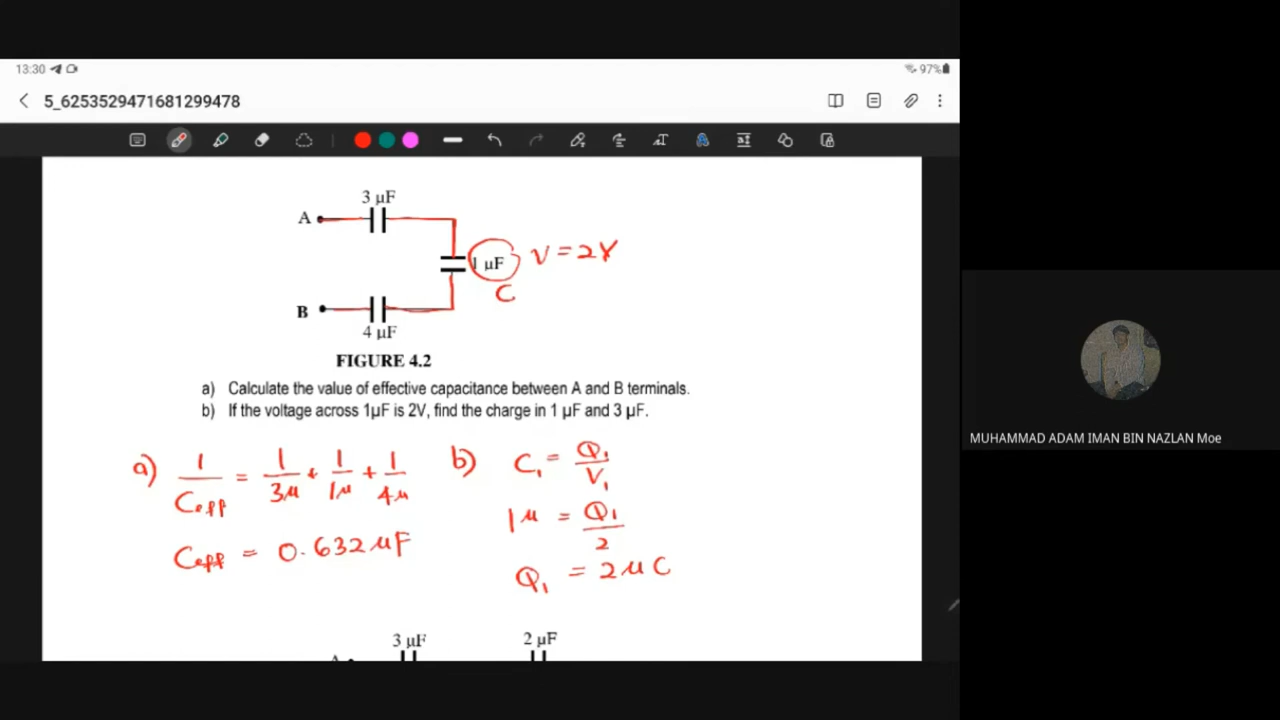 13:30 97%
5_6253529471681299478
3 µF
A
1 µF V = 2V
C
B
4 µF
FIGURE 4.2
a) Calculate the value of effective capacitance between A and B terminals.
b) If the voltage across 1µF is 2V, find the charge in 1 µF and 3 µF.
a) 1/Ceff = 1/3µ + 1/1µ + 1/4µ
Ceff = 0.632 µF
b) C₁ = Q₁/V₁
1µ = Q₁/2
Q₁ = 2 µC
3 µF 2 µF
A
MUHAMMAD ADAM IMAN BIN NAZLAN Moe